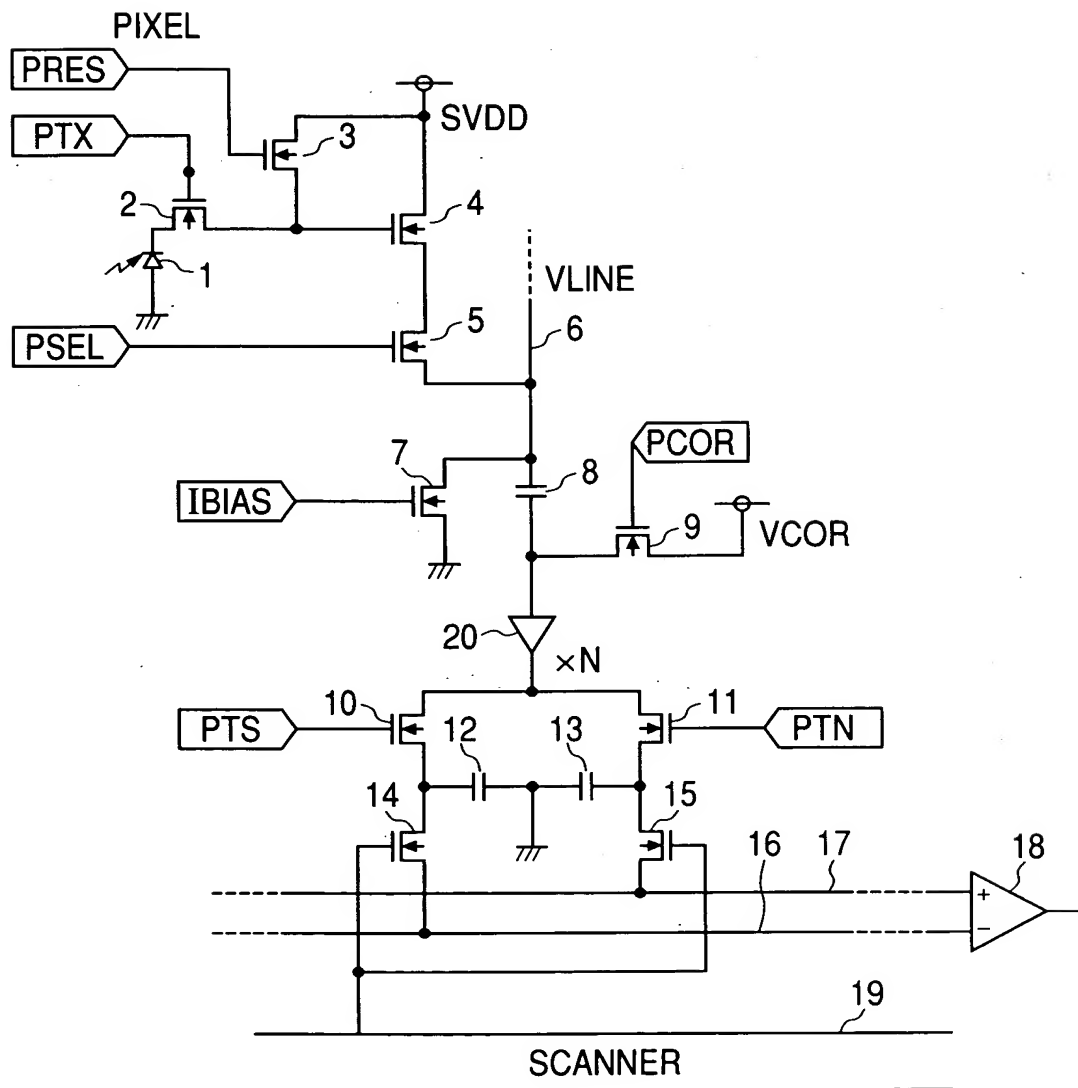 PIXEL
PRES
SVDD
PTX
3
2
4
1
VLINE
5
6
PSEL
PCOR
7
8
IBIAS
9
VCOR
20
×N
10
11
PTS
12
13
PTN
14
15
16
17
18
+
−
19
SCANNER